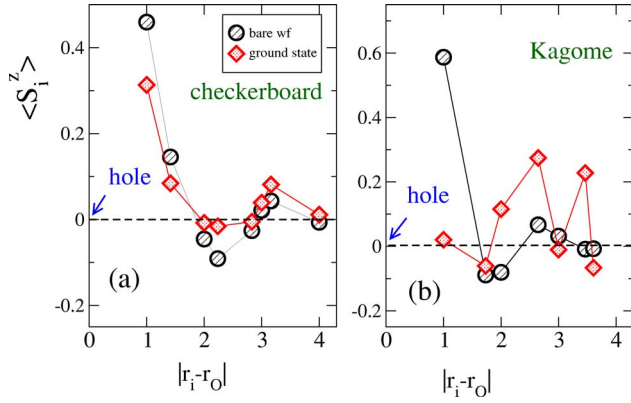 <S_i^z>
0.4
0.2
0
-0.2
bare wf
ground state
checkerboard
hole
(a)
0 1 2 3 4
|r_i-r_O|
Kagome
0.6
0.4
0.2
0
-0.2
hole
(b)
0 1 2 3 4
|r_i-r_O|